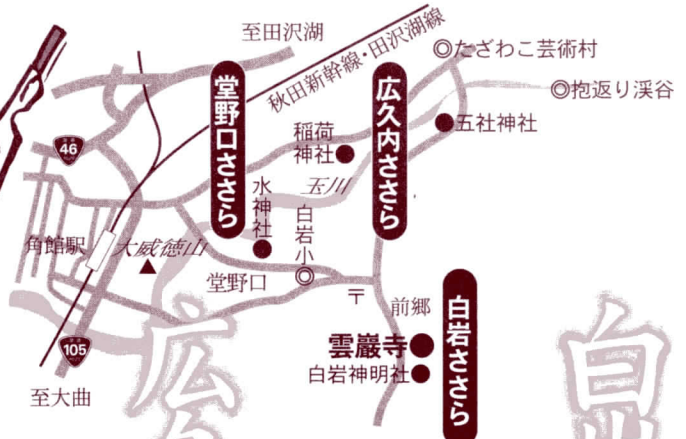 至田沢湖
秋田新幹線・田沢湖線
◎たざわこ芸術村
◎抱返り渓谷
堂野口ささら
広久内ささら
46
稲荷
神社
五社神社
玉川
水神社
白岩小
角館駅
大威徳山
堂野口
〒
前郷
白岩ささら
雲巌寺
白岩神明社
105
至大曲
広
白